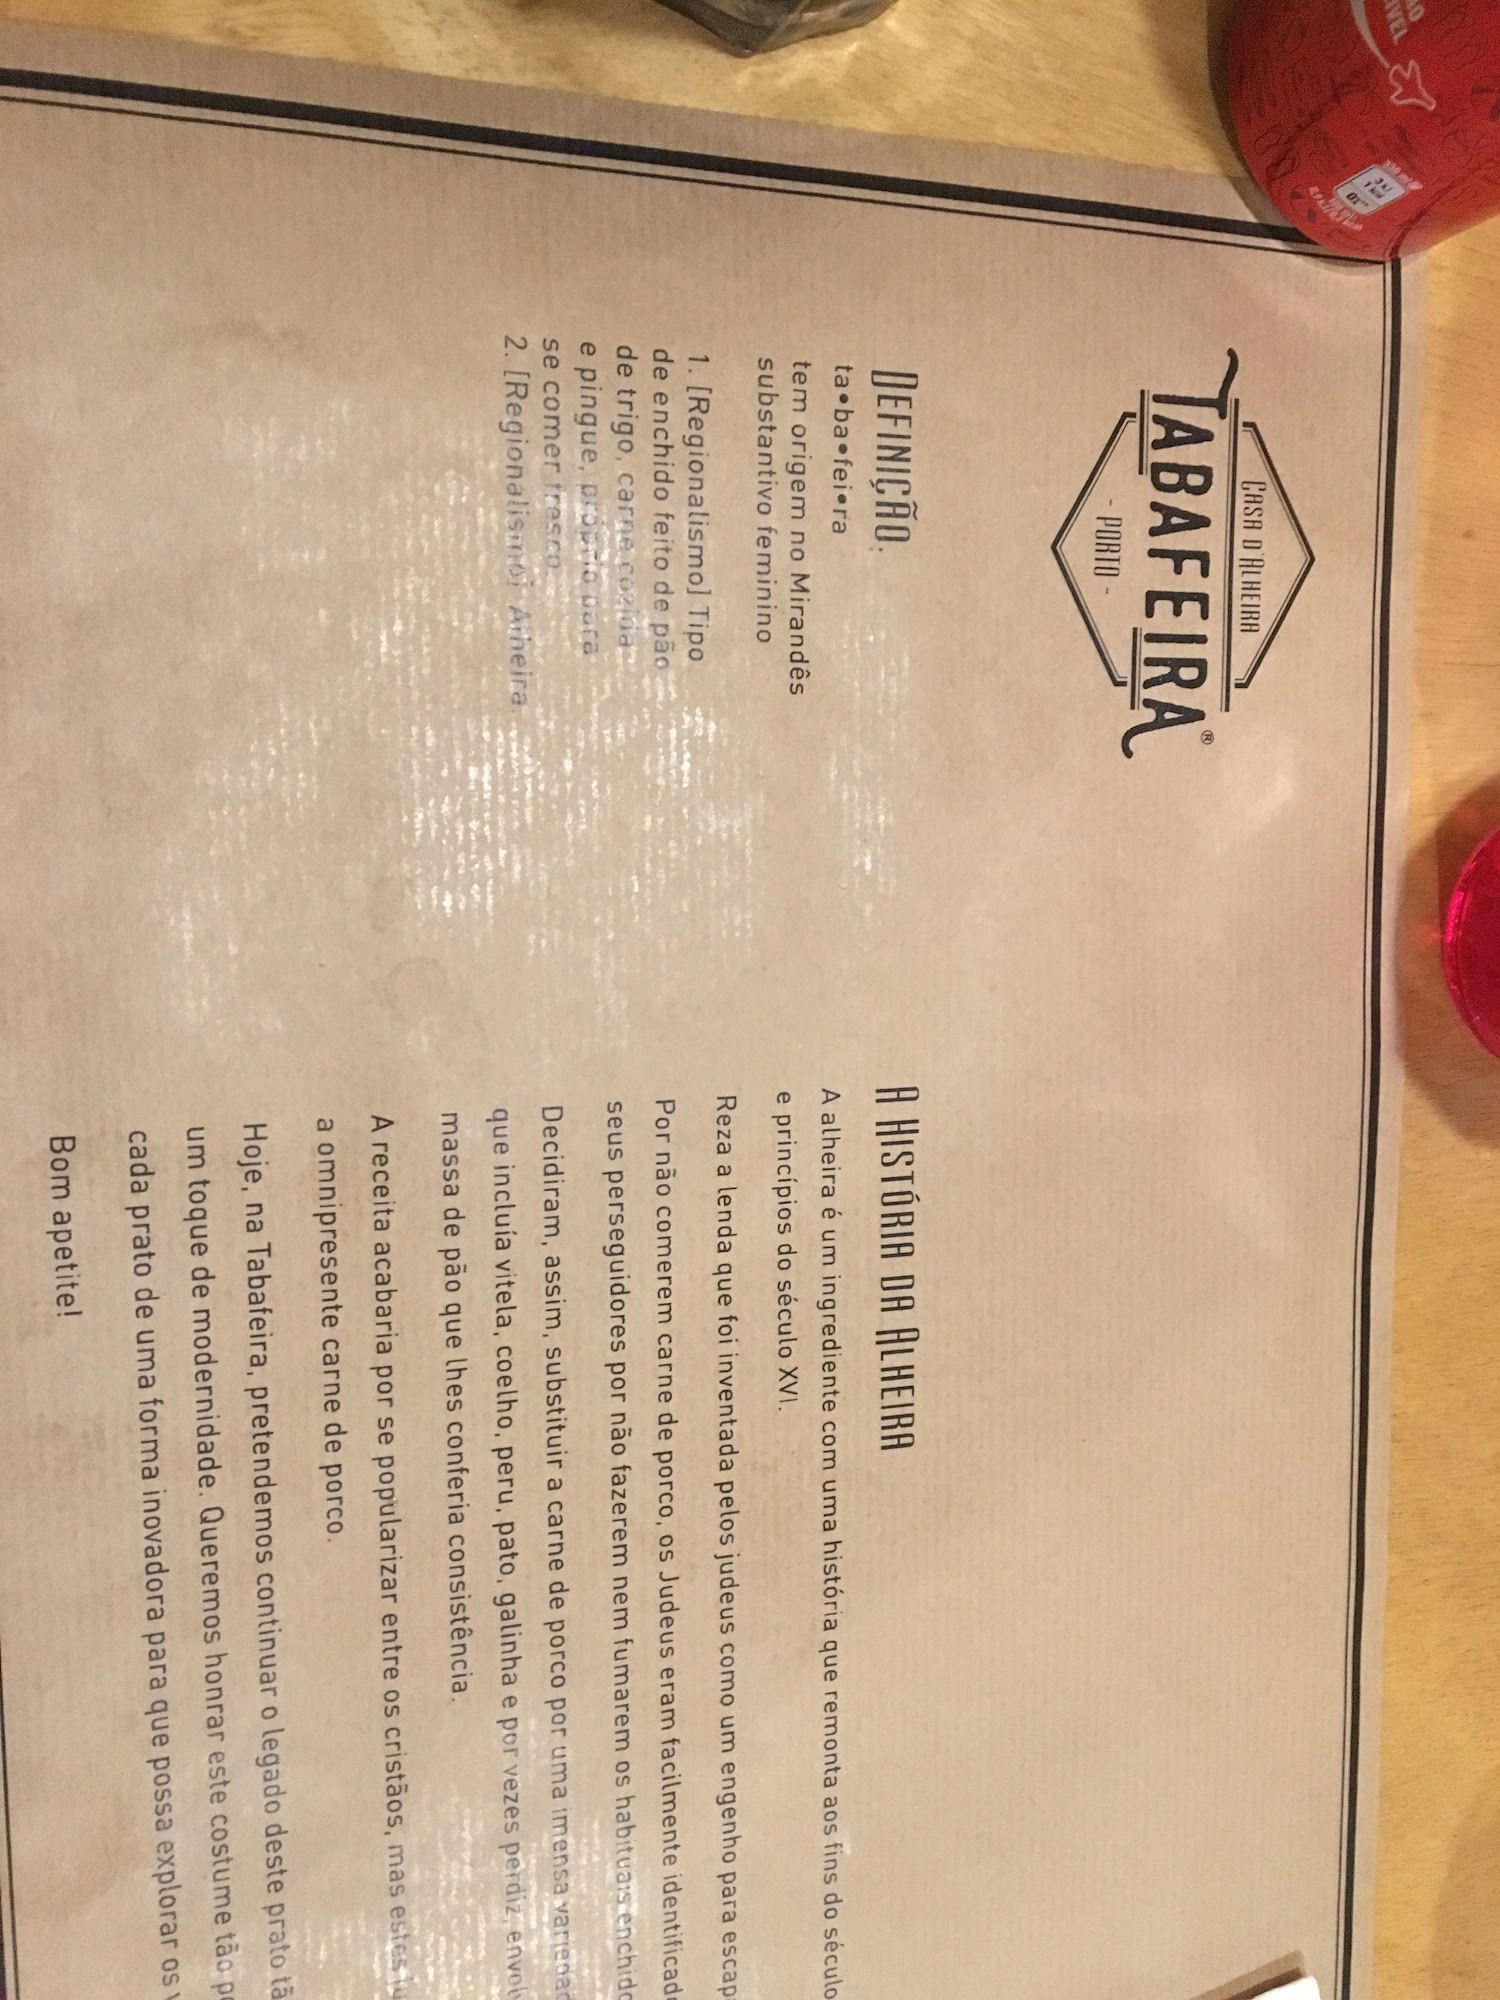 CASA D'ALHEIRA
TABAFEIRA®
- PORTO -
DEFINIÇÃO:
ta•ba•fei•ra
tem origem no Mirandês
substantivo feminino
1. [Regionalismo] Tipo
de enchido feito de pão
de trigo, carne cozida
e pingue, próprio para
se comer fresco.
2. [Regionalismo] Alheira.
A HISTÓRIA DA ALHEIRA
A alheira é um ingrediente com uma história que remonta aos fins do século
e princípios do século XVI.
Reza a lenda que foi inventada pelos judeus como um engenho para
Por não comerem carne de porco, os Judeus eram facilmente
seus perseguidores por não fazerem nem fumarem os habituais
Decidiram, assim, substituir a carne de porco por uma imensa
que incluía vitela, coelho, peru, pato, galinha e por vezes perdiz,
massa de pão que lhes conferia consistência.
A receita acabaria por se popularizar entre os cristãos, mas estes
a omnipresente carne de porco.
Hoje, na Tabafeira, pretendemos continuar o legado deste prato
um toque de modernidade. Queremos honrar este costume tão
cada prato de uma forma inovadora para que possa explorar os
Bom apetite!